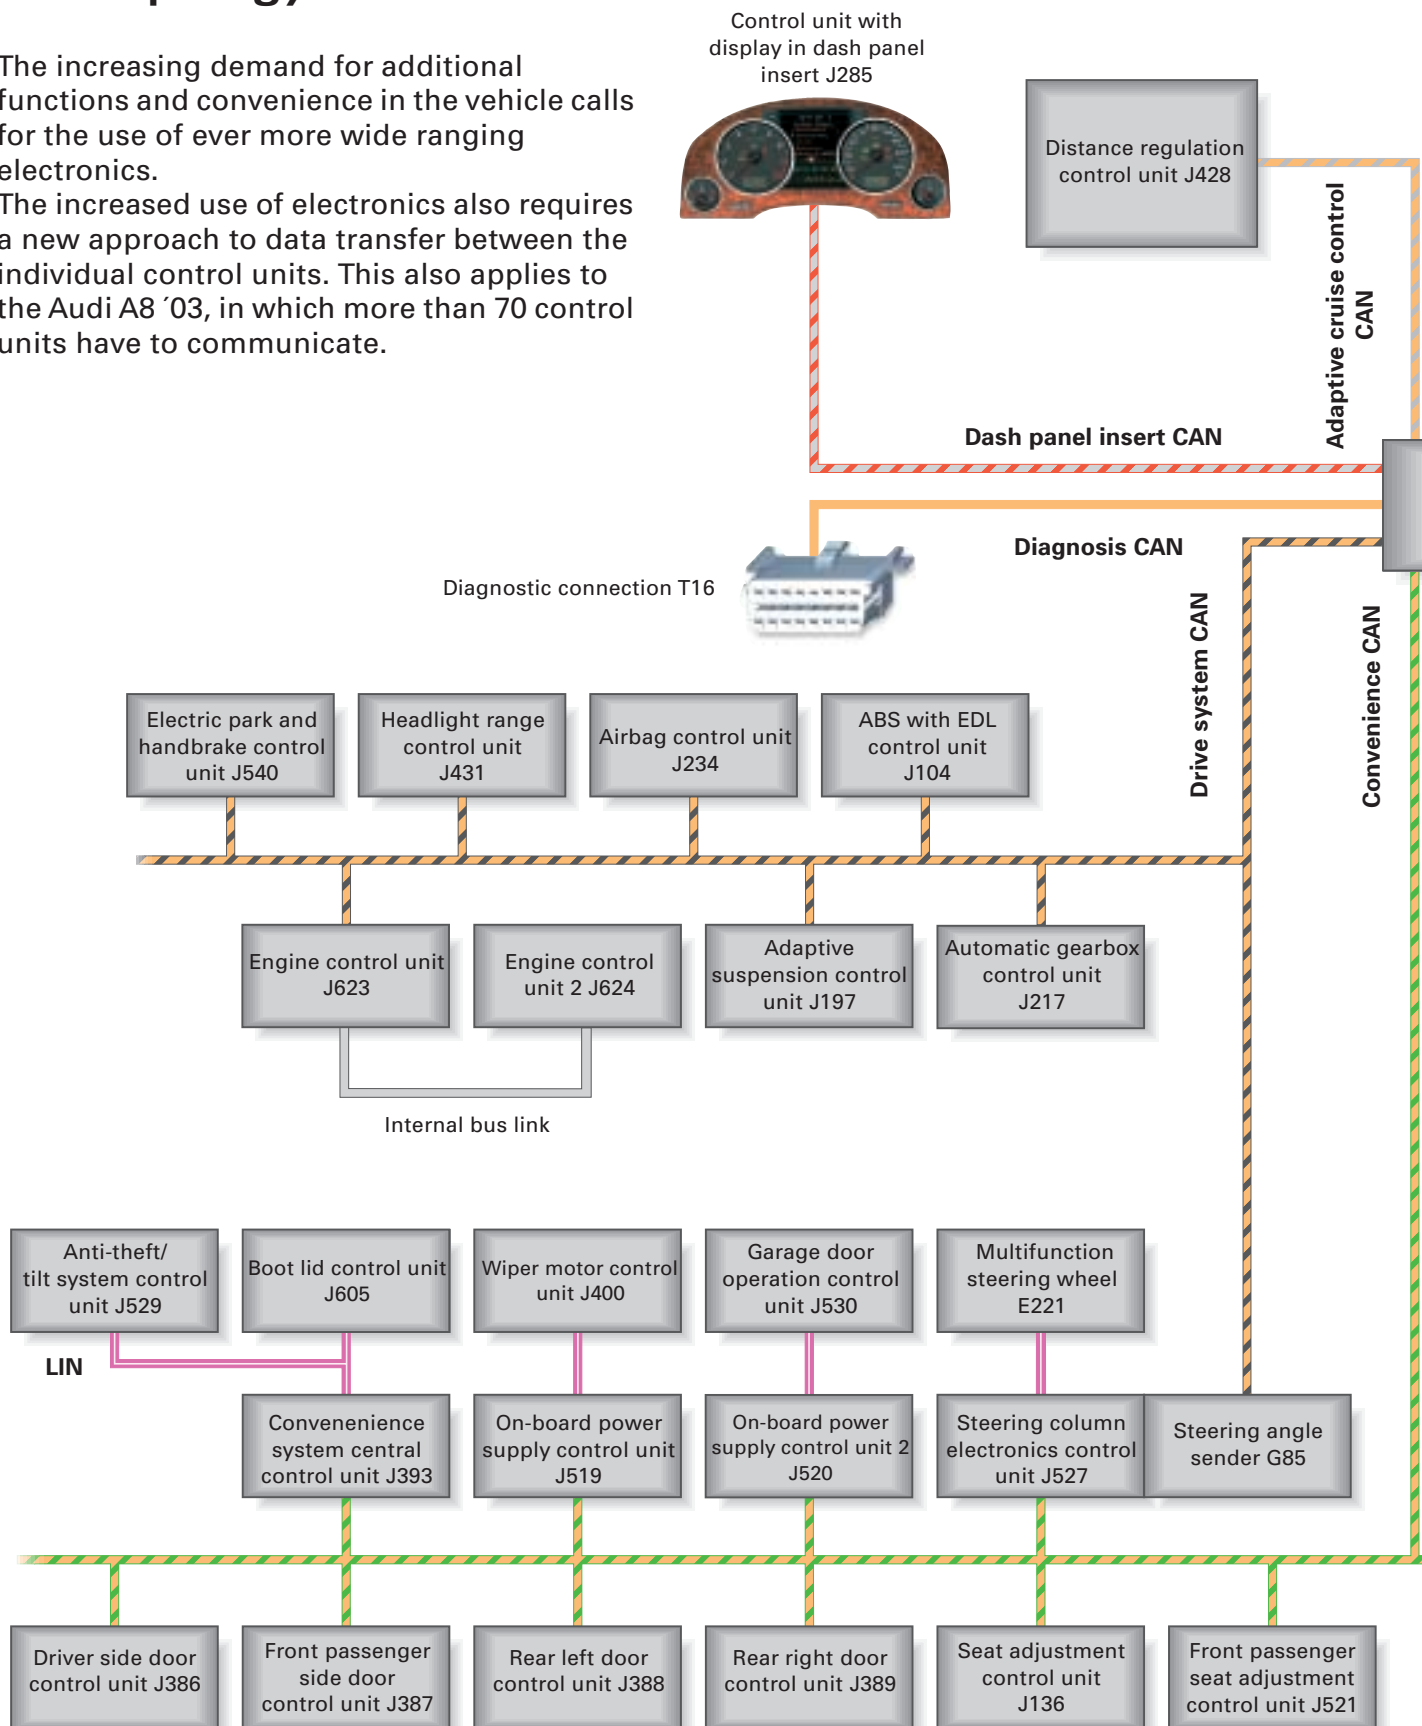 The increasing demand for additional
functions and convenience in the vehicle calls
for the use of ever more wide ranging
electronics.
The increased use of electronics also requires
a new approach to data transfer between the
individual control units. This also applies to
the Audi A8 ´03, in which more than 70 control
units have to communicate.
Control unit with
display in dash panel
insert J285
Distance regulation
control unit J428
Adaptive cruise control
CAN
Dash panel insert CAN
Diagnosis CAN
Diagnostic connection T16
Drive system CAN
Convenience CAN
Electric park and
handbrake control
unit J540
Headlight range
control unit
J431
Airbag control unit
J234
ABS with EDL
control unit
J104
Engine control unit
J623
Engine control
unit 2 J624
Adaptive
suspension control
unit J197
Automatic gearbox
control unit
J217
Internal bus link
Anti-theft/
tilt system control
unit J529
Boot lid control unit
J605
Wiper motor control
unit J400
Garage door
operation control
unit J530
Multifunction
steering wheel
E221
LIN
Convenenience
system central
control unit J393
On-board power
supply control unit
J519
On-board power
supply control unit 2
J520
Steering column
electronics control
unit J527
Steering angle
sender G85
Driver side door
control unit J386
Front passenger
side door
control unit J387
Rear left door
control unit J388
Rear right door
control unit J389
Seat adjustment
control unit
J136
Front passenger
seat adjustment
control unit J521